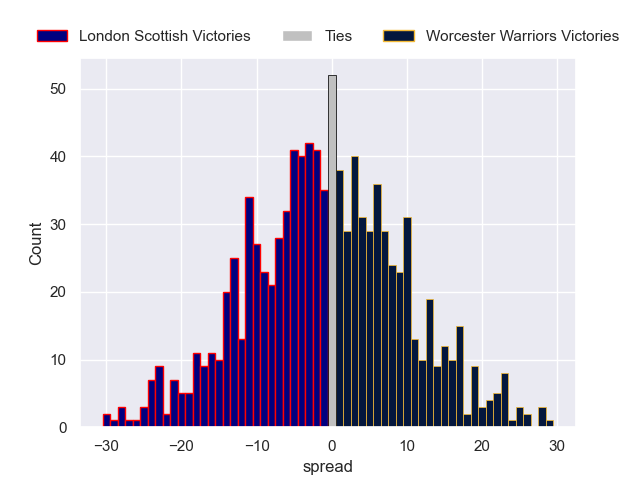 London Scottish Victories Ties Worcester Warriors Victories
50
40
30
20
10
0
Count
−30 −20 −10 0 10 20 30
spread